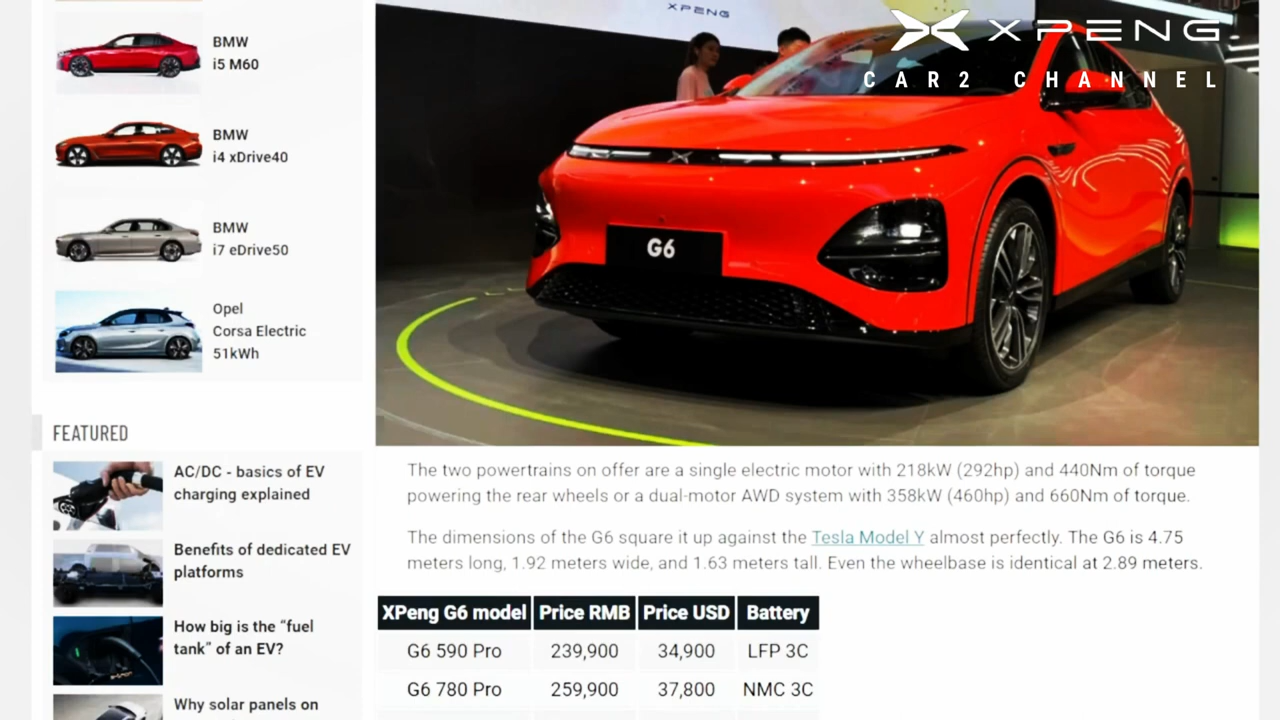 BMW
i5 M60
BMW
i4 xDrive40
BMW
i7 eDrive50
Opel
Corsa Electric
51kWh
FEATURED
AC/DC - basics of EV
charging explained
Benefits of dedicated EV
platforms
How big is the “fuel
tank” of an EV?
Why solar panels on
XPENG
XPENG
CAR2 CHANNEL
G6
The two powertrains on offer are a single electric motor with 218kW (292hp) and 440Nm of torque
powering the rear wheels or a dual-motor AWD system with 358kW (460hp) and 660Nm of torque.
The dimensions of the G6 square it up against the Tesla Model Y almost perfectly. The G6 is 4.75
meters long, 1.92 meters wide, and 1.63 meters tall. Even the wheelbase is identical at 2.89 meters.
XPeng G6 model Price RMB Price USD Battery
G6 590 Pro 239,900 34,900 LFP 3C
G6 780 Pro 259,900 37,800 NMC 3C